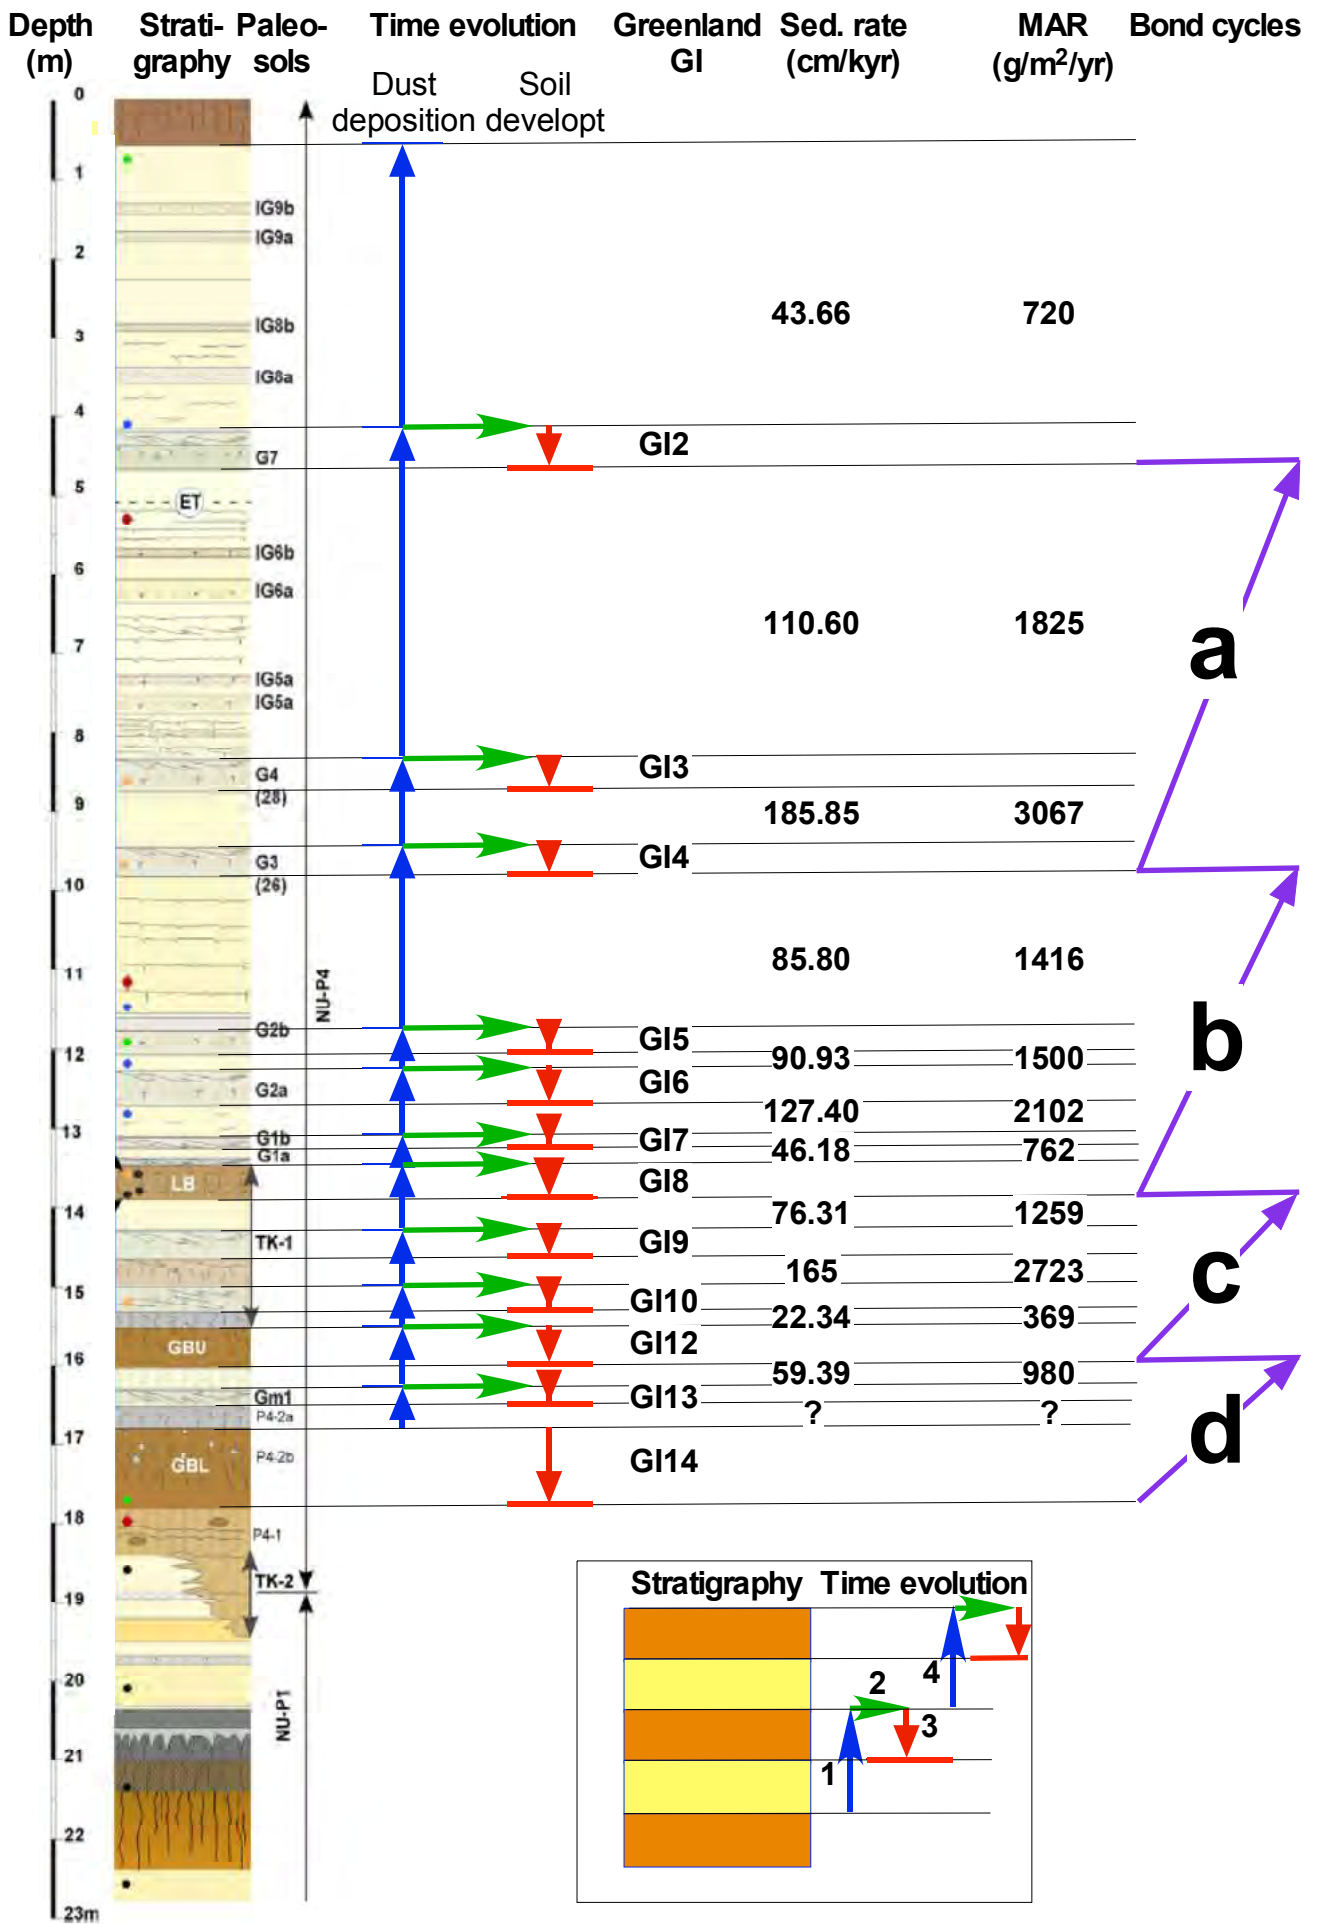 Depth Strati- Paleo- Time evolution Greenland Sed. rate MAR Bond cycles
(m) graphy sols GI (cm/kyr) (g/m²/yr)
Dust Soil
deposition developt
0
1
IG9b
IG9a
2
3 IG8b
43.66 720
IG8a
4
G7 GI2
5
ET
IG6b
6
IG6a
110.60 1825
a
7
IG5a
IG5a
8
G4 GI3
(28)
9 185.85 3067
G3 GI4
(26)
10
85.80 1416
11
NU-P4
G2b GI5
b
12 90.93 1500
G2a GI6
127.40 2102
13
G1b GI7
G1a 46.18 762
LB GI8
14 76.31 1259
TK-1 GI9
165 2723
c
15 GI10
22.34 369
GBU GI12
16
59.39 980
Gm1 GI13
P4-2a ? ?
d
17
GBL P4-2b GI14
18
P4-1
TK-2
19
20
NU-P1
21
22
23m
Stratigraphy Time evolution
4
2
3
1